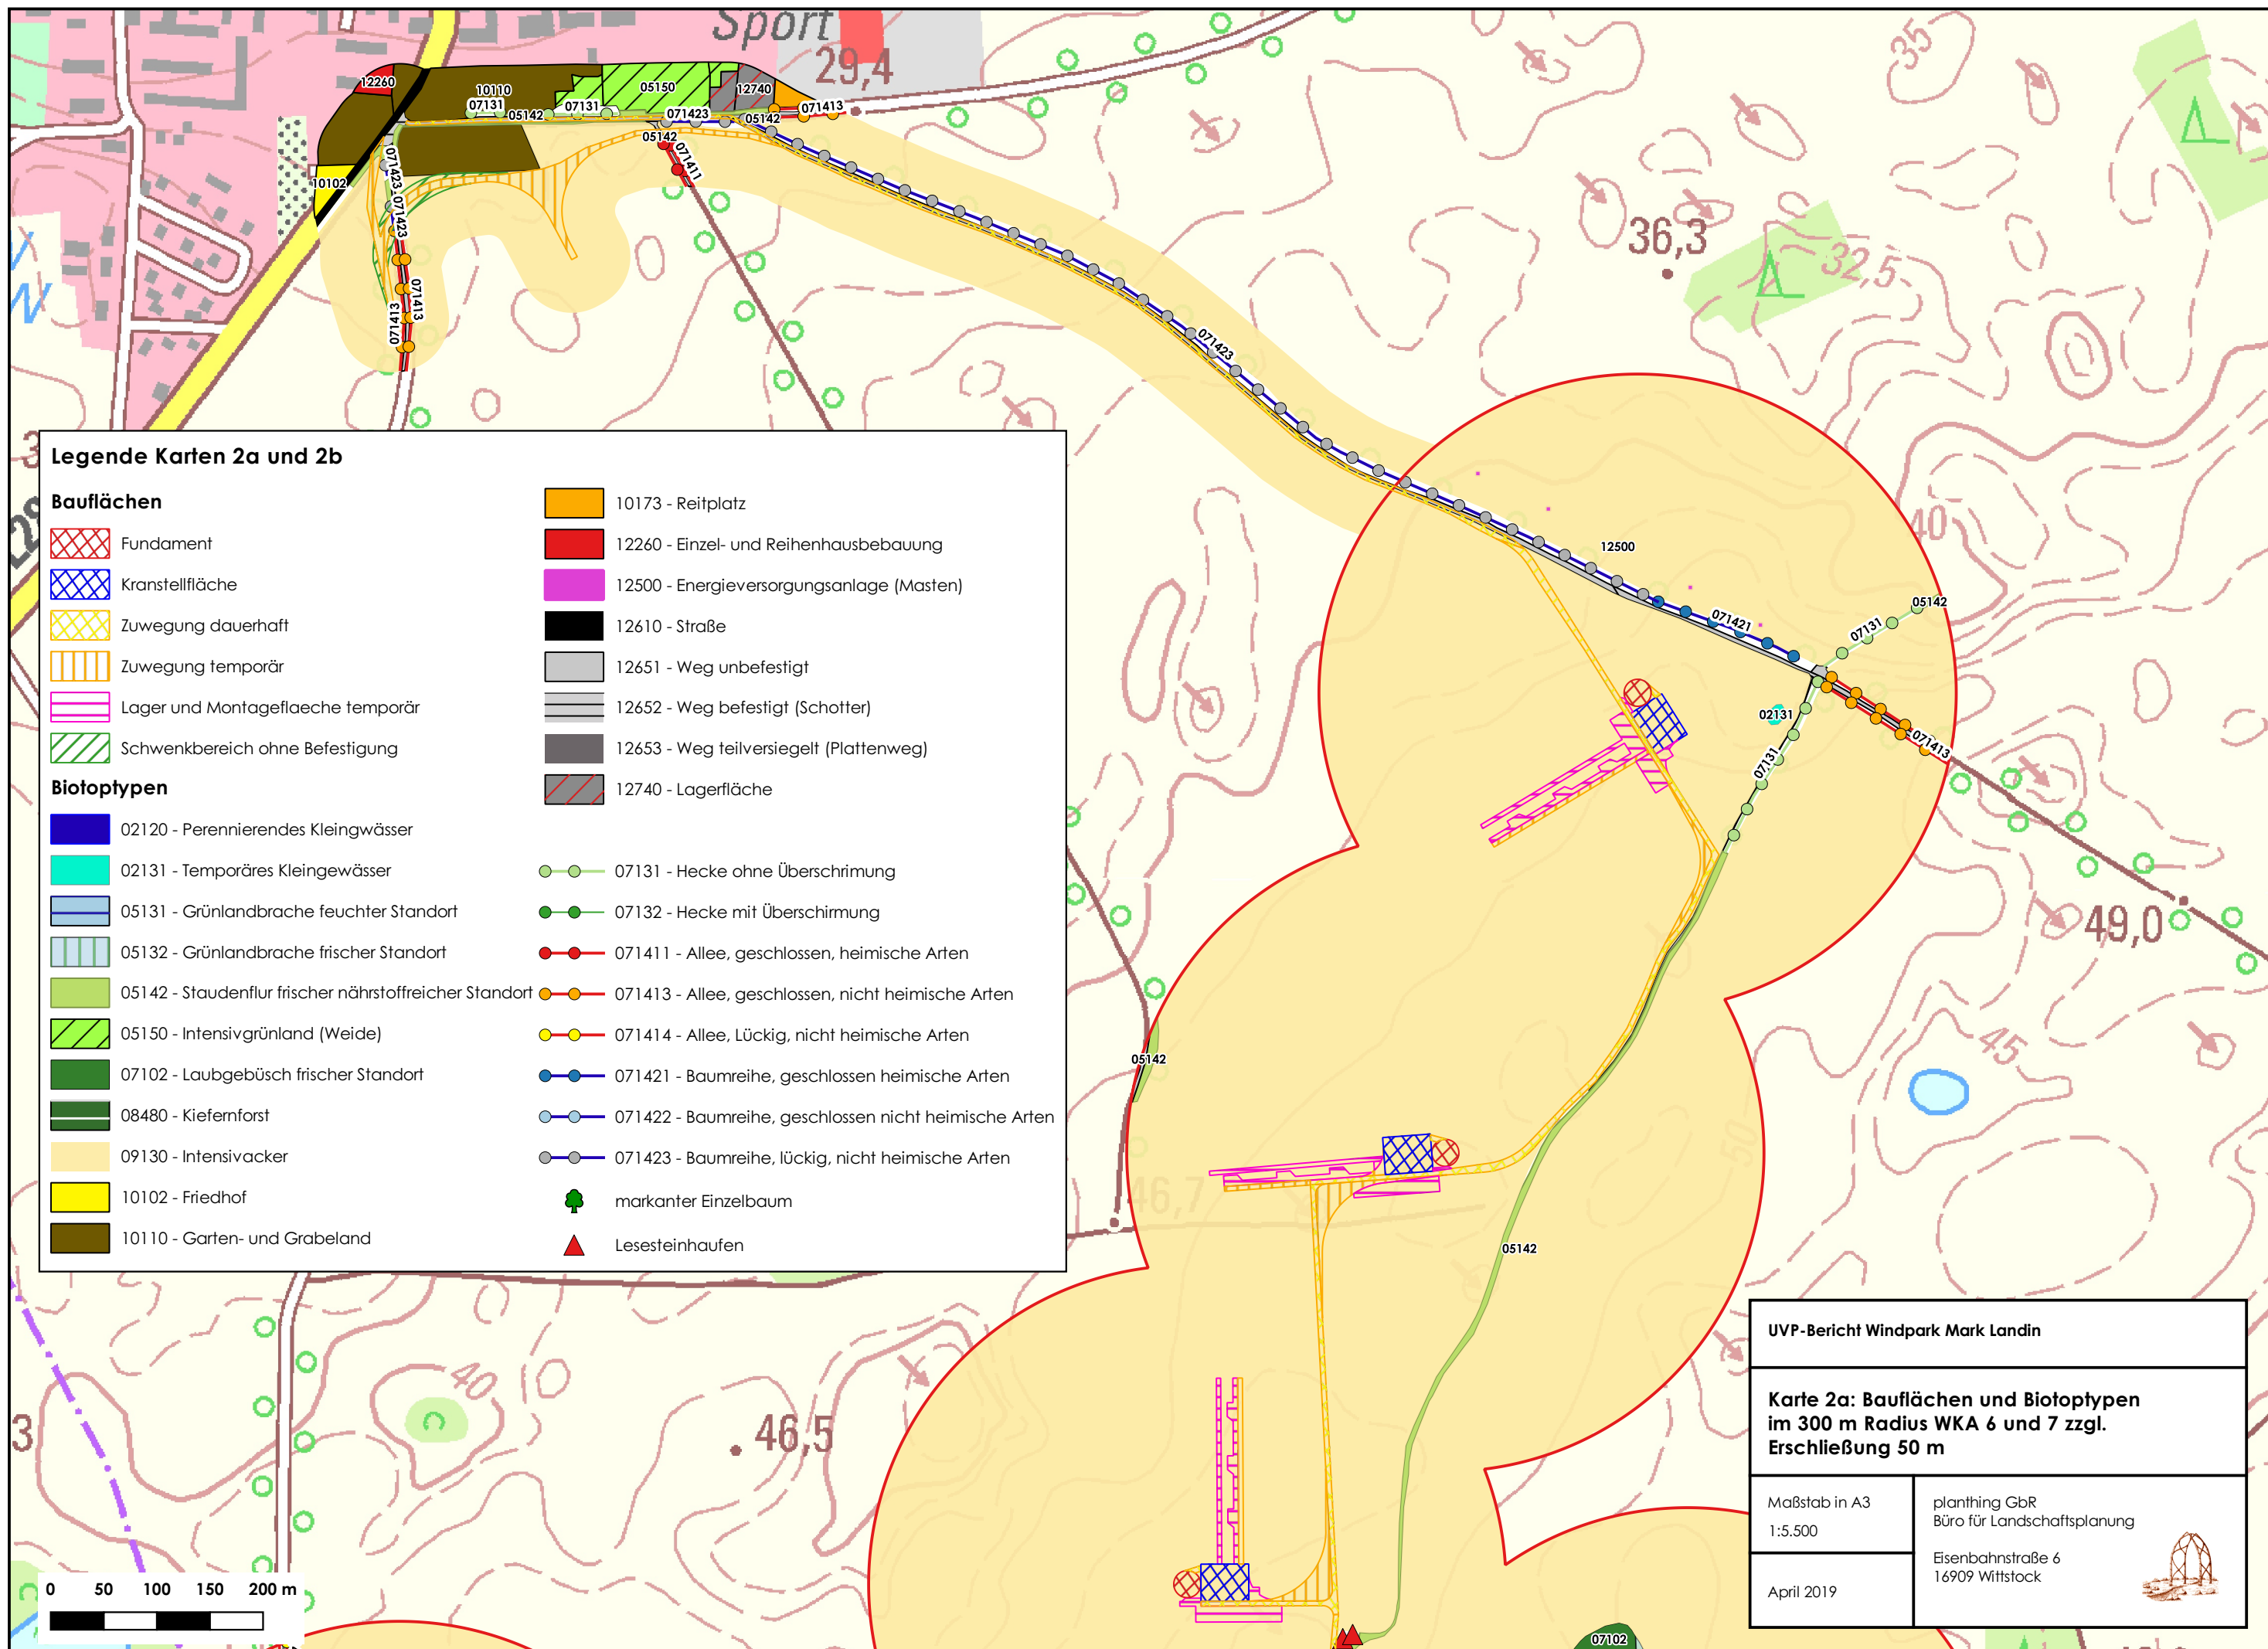 Sport
29,4
12260
10110
07131
05142
07131
05150
12740
071423
05142
071413
05142
071411
10102
071423
071423
071413
071413
35
36,3
32,5
071423
40
12500
071421
07131
05142
02131
07131
071413
49,0
45
50
05142
46,7
05142
40
46,5
07102
3
Legende Karten 2a und 2b
Bauflächen
Fundament
Kranstellfläche
Zuwegung dauerhaft
Zuwegung temporär
Lager und Montageflaeche temporär
Schwenkbereich ohne Befestigung
Biotoptypen
02120 - Perennierendes Kleingwässer
02131 - Temporäres Kleingewässer
05131 - Grünlandbrache feuchter Standort
05132 - Grünlandbrache frischer Standort
05142 - Staudenflur frischer nährstoffreicher Standort
05150 - Intensivgrünland (Weide)
07102 - Laubgebüsch frischer Standort
08480 - Kiefernforst
09130 - Intensivacker
10102 - Friedhof
10110 - Garten- und Grabeland
10173 - Reitplatz
12260 - Einzel- und Reihenhausbebauung
12500 - Energieversorgungsanlage (Masten)
12610 - Straße
12651 - Weg unbefestigt
12652 - Weg befestigt (Schotter)
12653 - Weg teilversiegelt (Plattenweg)
12740 - Lagerfläche
07131 - Hecke ohne Überschrimung
07132 - Hecke mit Überschirmung
071411 - Allee, geschlossen, heimische Arten
071413 - Allee, geschlossen, nicht heimische Arten
071414 - Allee, Lückig, nicht heimische Arten
071421 - Baumreihe, geschlossen heimische Arten
071422 - Baumreihe, geschlossen nicht heimische Arten
071423 - Baumreihe, lückig, nicht heimische Arten
markanter Einzelbaum
Lesesteinhaufen
0 50 100 150 200 m
UVP-Bericht Windpark Mark Landin
Karte 2a: Bauflächen und Biotoptypen
im 300 m Radius WKA 6 und 7 zzgl.
Erschließung 50 m
Maßstab in A3
1:5.500
April 2019
planthing GbR
Büro für Landschaftsplanung
Eisenbahnstraße 6
16909 Wittstock